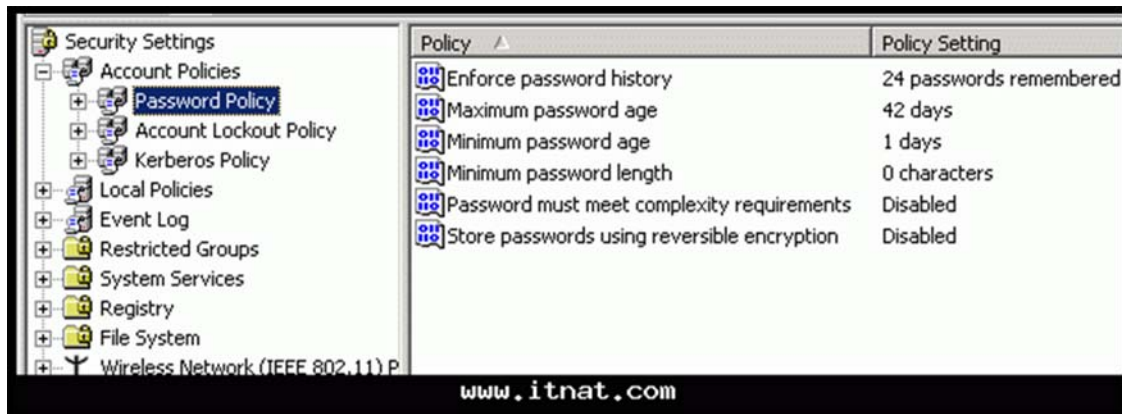 Security Settings
Account Policies
Password Policy
Account Lockout Policy
Kerberos Policy
Local Policies
Event Log
Restricted Groups
System Services
Registry
File System
Wireless Network (IEEE 802.11) P
Policy Policy Setting
Enforce password history 24 passwords remembered
Maximum password age 42 days
Minimum password age 1 days
Minimum password length 0 characters
Password must meet complexity requirements Disabled
Store passwords using reversible encryption Disabled
www.itnat.com